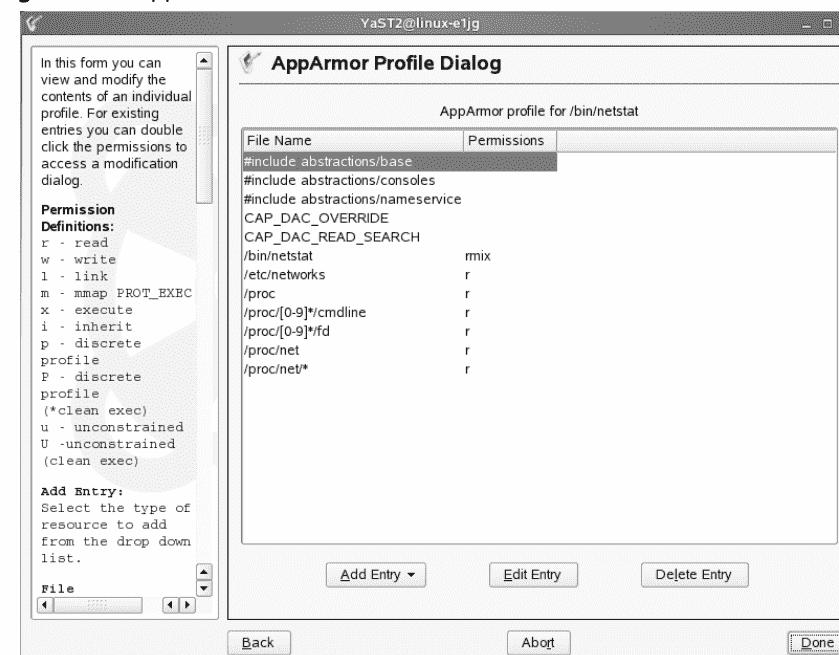 YaST2@linux-e1jg
In this form you can
view and modify the
contents of an individual
profile. For existing
entries you can double
click the permissions to
access a modification
dialog.
Permission
Definitions:
r - read
w - write
l - link
m - mmap PROT_EXEC
x - execute
i - inherit
p - discrete
profile
P - discrete
profile
(*clean exec)
u - unconstrained
U -unconstrained
(clean exec)
Add Entry:
Select the type of
resource to add
from the drop down
list.
File
AppArmor Profile Dialog
AppArmor profile for /bin/netstat
File Name Permissions
#include abstractions/base
#include abstractions/consoles
#include abstractions/nameservice
CAP_DAC_OVERRIDE
CAP_DAC_READ_SEARCH
/bin/netstat rmix
/etc/networks r
/proc r
/proc/[0-9]*/cmdline r
/proc/[0-9]*/fd r
/proc/net r
/proc/net/* r
Add Entry Edit Entry Delete Entry
Back Abort Done